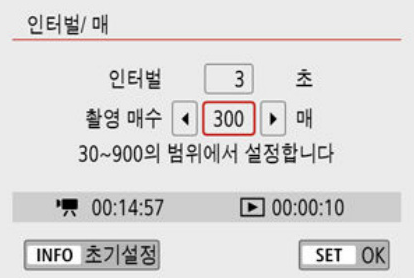 인터벌/ 매
인터벌 3 초
촬영 매수 300 매
30~900의 범위에서 설정합니다
00:14:57 00:00:10
INFO 초기설정 SET OK